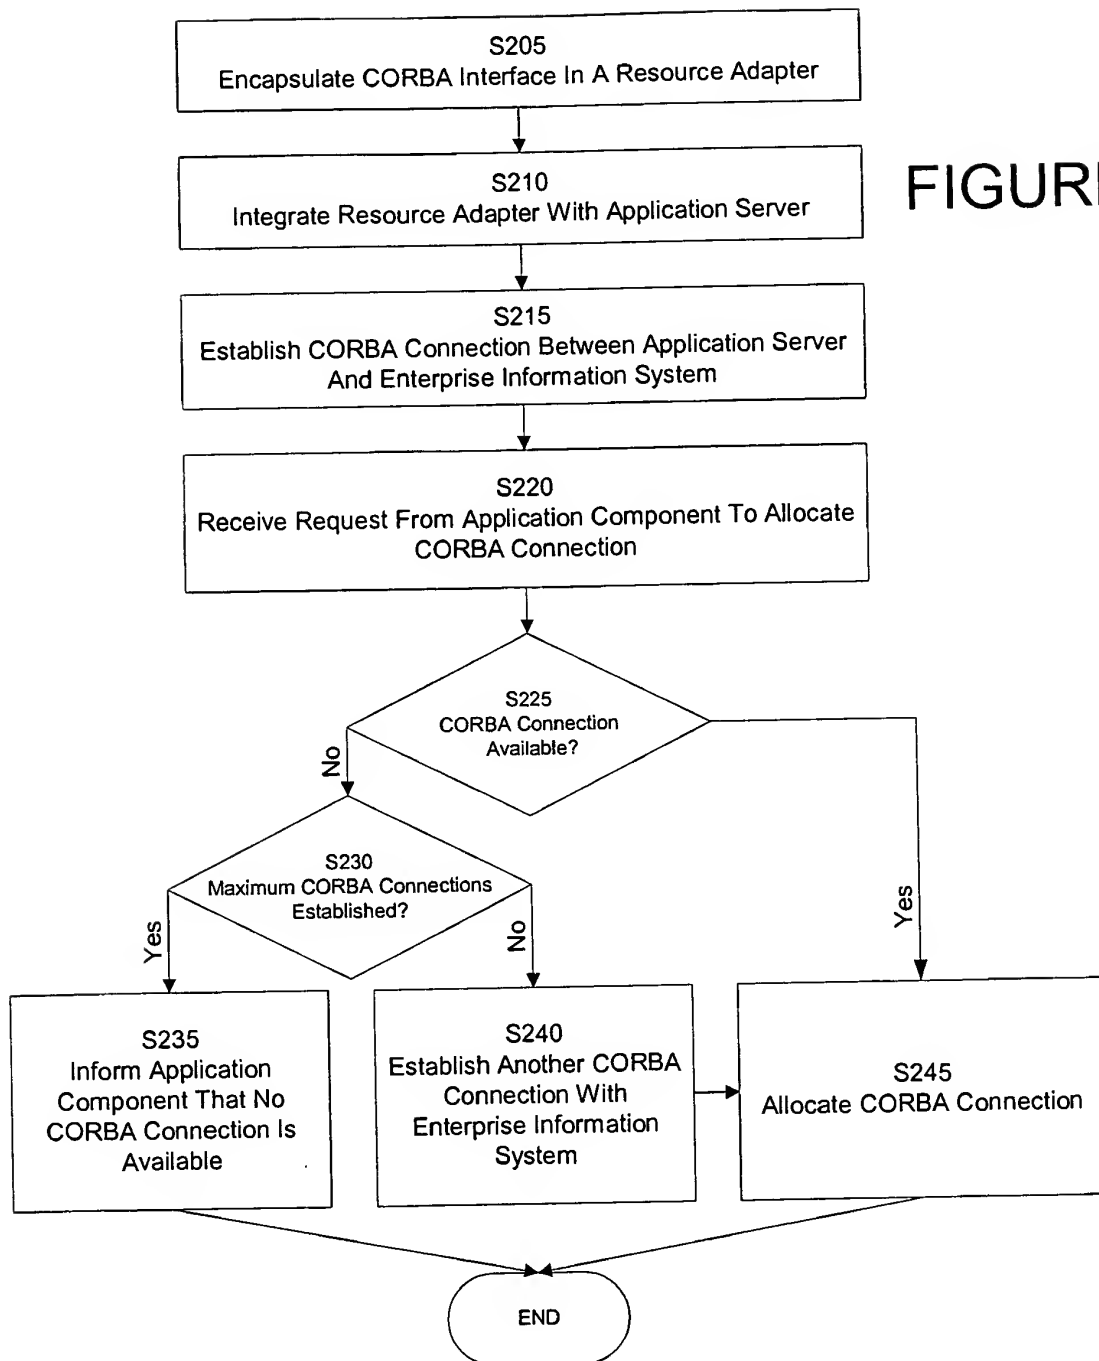 S205
Encapsulate CORBA Interface In A Resource Adapter
S210
Integrate Resource Adapter With Application Server
FIGUR
S215
Establish CORBA Connection Between Application Server
And Enterprise Information System
S220
Receive Request From Application Component To Allocate
CORBA Connection
S225
CORBA Connection
Available?
No
S230
Maximum CORBA Connections
Established?
Yes
No
Yes
S235
Inform Application
Component That No
CORBA Connection Is
Available
S240
Establish Another CORBA
Connection With
Enterprise Information
System
S245
Allocate CORBA Connection
END